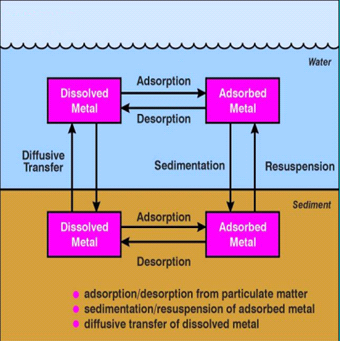 Water
Adsorption
Dissolved
Metal
Adsorbed
Metal
Desorption
Diffusive
Transfer
Sedimentation
Resuspension
Sediment
Adsorption
Dissolved
Metal
Adsorbed
Metal
Desorption
adsorption/desorption from particulate matter
sedimentation/resuspension of adsorbed metal
diffusive transfer of dissolved metal